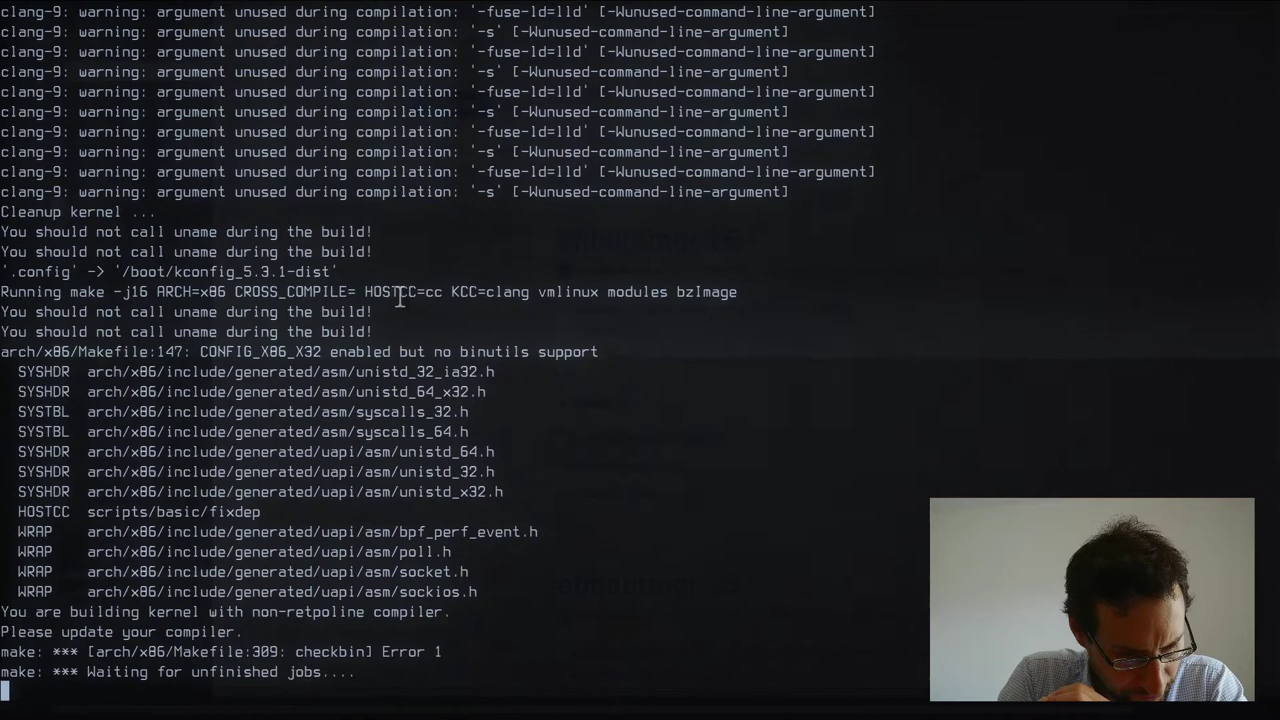 clang-9: warning: argument unused during compilation: '-fuse-ld=lld' [-Wunused-command-line-argument]
clang-9: warning: argument unused during compilation: '-s' [-Wunused-command-line-argument]
clang-9: warning: argument unused during compilation: '-fuse-ld=lld' [-Wunused-command-line-argument]
clang-9: warning: argument unused during compilation: '-s' [-Wunused-command-line-argument]
clang-9: warning: argument unused during compilation: '-fuse-ld=lld' [-Wunused-command-line-argument]
clang-9: warning: argument unused during compilation: '-s' [-Wunused-command-line-argument]
clang-9: warning: argument unused during compilation: '-fuse-ld=lld' [-Wunused-command-line-argument]
clang-9: warning: argument unused during compilation: '-s' [-Wunused-command-line-argument]
clang-9: warning: argument unused during compilation: '-fuse-ld=lld' [-Wunused-command-line-argument]
clang-9: warning: argument unused during compilation: '-s' [-Wunused-command-line-argument]
Cleanup kernel ...
You should not call uname during the build!
You should not call uname during the build!
'.config' -> '/boot/kconfig_5.3.1-dist'
Running make -j16 ARCH=x86 CROSS_COMPILE= HOSTCC=cc KCC=clang vmlinux modules bzImage
You should not call uname during the build!
You should not call uname during the build!
arch/x86/Makefile:147: CONFIG_X86_X32 enabled but no binutils support
SYSHDR arch/x86/include/generated/asm/unistd_32_ia32.h
SYSHDR arch/x86/include/generated/asm/unistd_64_x32.h
SYSTBL arch/x86/include/generated/asm/syscalls_32.h
SYSTBL arch/x86/include/generated/asm/syscalls_64.h
SYSHDR arch/x86/include/generated/uapi/asm/unistd_64.h
SYSHDR arch/x86/include/generated/uapi/asm/unistd_32.h
SYSHDR arch/x86/include/generated/uapi/asm/unistd_x32.h
HOSTCC scripts/basic/fixdep
WRAP arch/x86/include/generated/uapi/asm/bpf_perf_event.h
WRAP arch/x86/include/generated/uapi/asm/poll.h
WRAP arch/x86/include/generated/uapi/asm/socket.h
WRAP arch/x86/include/generated/uapi/asm/sockios.h
You are building kernel with non-retpoline compiler.
Please update your compiler.
make: *** [arch/x86/Makefile:309: checkbin] Error 1
make: *** Waiting for unfinished jobs....